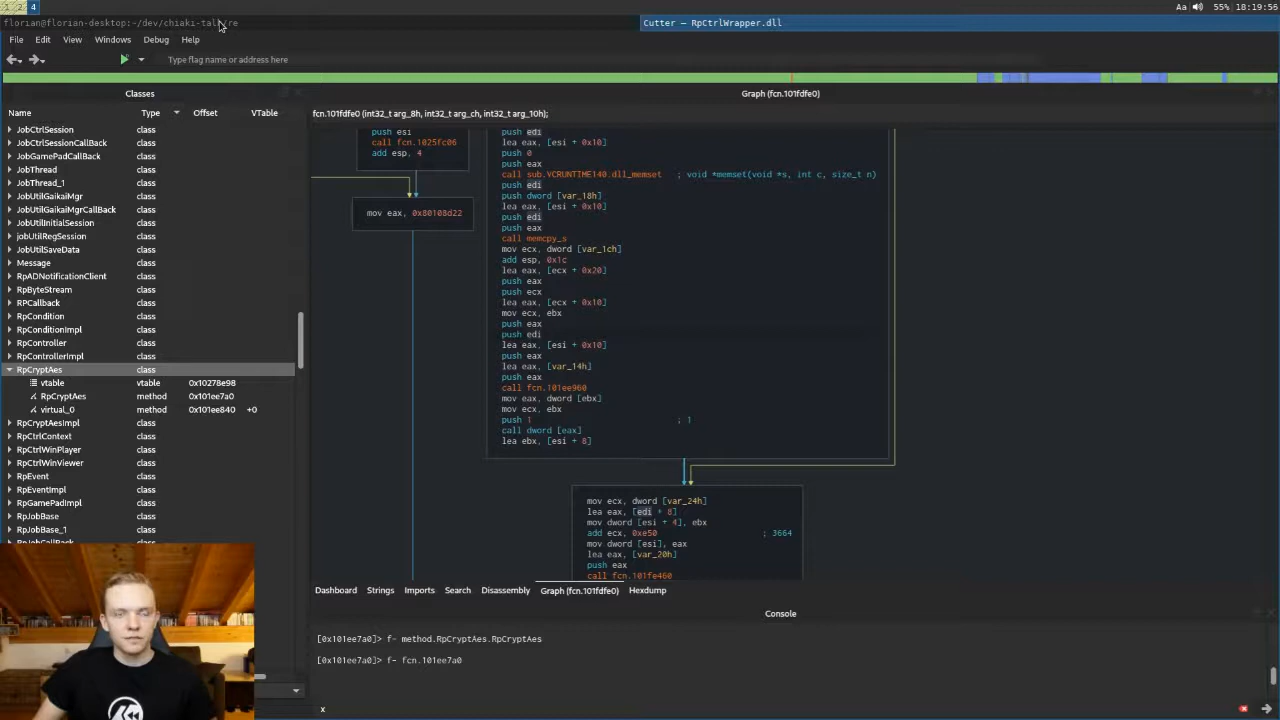 1 2 4
Aa 55% 18:19:56
florian@florian-desktop:~/dev/chiaki-talk/re
Cutter — RpCtrlWrapper.dll
File Edit View Windows Debug Help
Type flag name or address here
Classes
Graph (fcn.101fdfe0)
Name Type Offset VTable
fcn.101fdfe0 (int32_t arg_8h, int32_t arg_ch, int32_t arg_10h);
JobCtrlSession class
JobCtrlSessionCallback class
JobGamePadCallback class
JobThread class
JobThread_1 class
JobUtilGaikaiMgr class
JobUtilGaikaiMgrCallback class
JobUtilInitialSession class
jobUtilRegSession class
JobUtilSaveData class
Message class
RpADNotificationClient class
RpByteStream class
RPCallback class
RpCondition class
RpConditionImpl class
RpController class
RpControllerImpl class
RpCryptAes class
vtable vtable 0x10278e98
RpCryptAes method 0x101ee7a0
virtual_0 method 0x101ee840 +0
RpCryptAesImpl class
RpCtrlContext class
RpCtrlWinPlayer class
RpCtrlWinViewer class
RpEvent class
RpEventImpl class
RpGamePadImpl class
RpJobBase class
RpJobBase_1 class
RpJobCallBack class
push esi
call fcn.1025fc06
add esp, 4
mov eax, 0x80108d22
push edi
lea eax, [esi + 0x10]
push 0
push eax
call sub.VCRUNTIME140.dll_memset ; void *memset(void *s, int c, size_t n)
push edi
push dword [var_18h]
lea eax, [esi + 0x10]
push edi
push eax
call memcpy_s
mov ecx, dword [var_1ch]
add esp, 0x1c
lea eax, [ecx + 0x20]
push eax
push ecx
lea eax, [ecx + 0x10]
mov ecx, ebx
push eax
push edi
lea eax, [esi + 0x10]
push eax
lea eax, [var_14h]
push eax
call fcn.101ee960
mov eax, dword [ebx]
mov ecx, ebx
push 1 ; 1
call dword [eax]
lea ebx, [esi + 8]
mov ecx, dword [var_24h]
lea eax, [edi + 8]
mov dword [esi + 4], ebx
add ecx, 0xe50 ; 3664
mov dword [esi], eax
lea eax, [var_20h]
push eax
call fcn.101fe460
Dashboard Strings Imports Search Disassembly Graph (fcn.101fdfe0) Hexdump
Console
[0x101ee7a0]> f- method.RpCryptAes.RpCryptAes
[0x101ee7a0]> f- fcn.101ee7a0
x